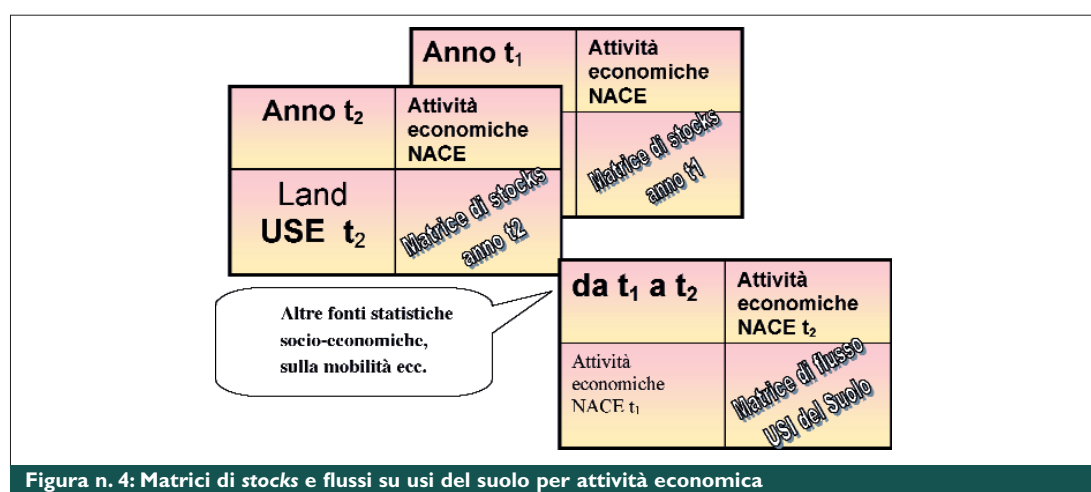 Anno t₁
Attività
economiche
NACE
Matrice di stocks
anno t1
Anno t₂
Attività
economiche
NACE
Land
USE t₂
Matrice di stocks
anno t2
da t₁ a t₂
Attività
economiche
NACE t₂
Attività
economiche
NACE t₁
Matrice di flusso
USI del Suolo
Altre fonti statistiche
socio-economiche,
sulla mobilità ecc.
Figura n. 4: Matrici di stocks e flussi su usi del suolo per attività economica